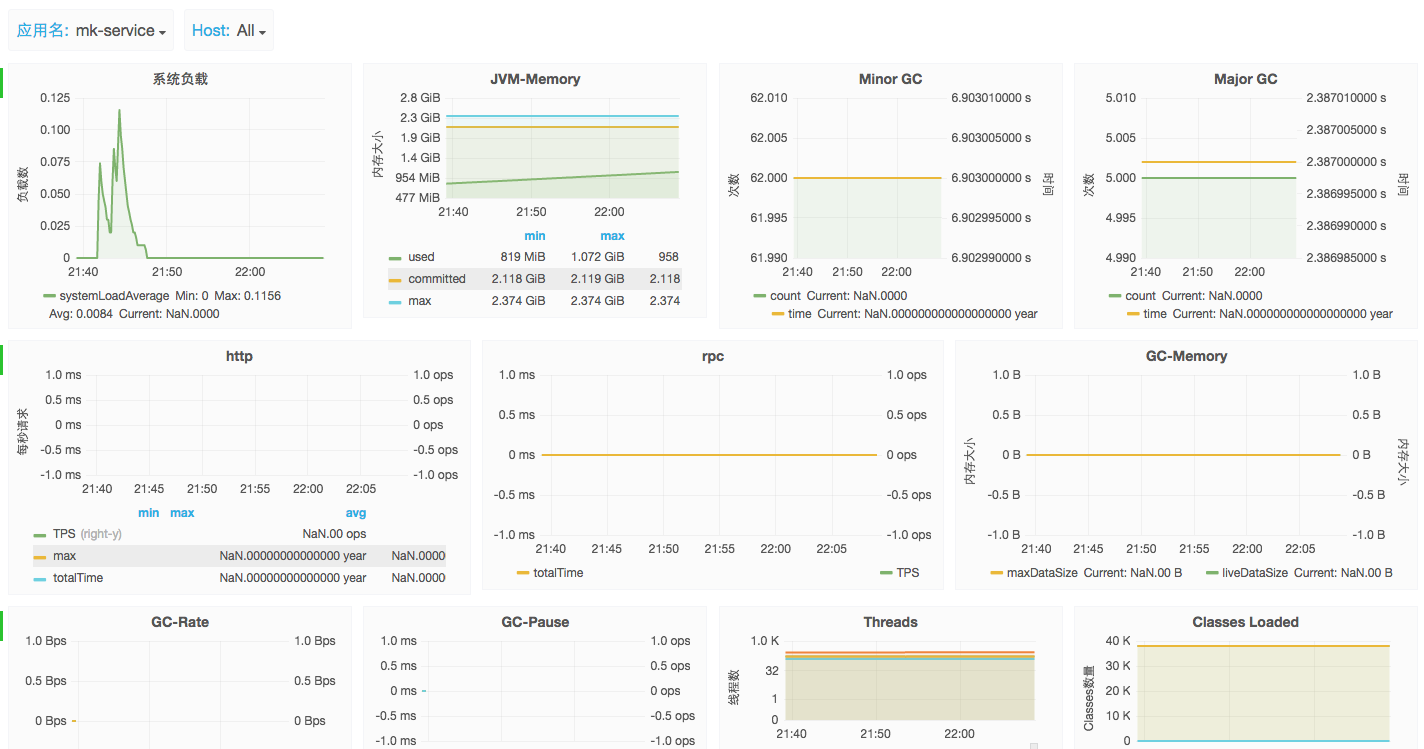 应用名: mk-service
Host: All
系统负载
0.125
0.100
0.075
0.050
0.025
0
负载数
21:40 21:50 22:00
systemLoadAverage Min: 0 Max: 0.1156
Avg: 0.0084 Current: NaN.0000
JVM-Memory
2.8 GiB
2.3 GiB
1.9 GiB
1.4 GiB
954 MiB
477 MiB
内存大小
21:40 21:50 22:00
min max
used 819 MiB 1.072 GiB 958
committed 2.118 GiB 2.119 GiB 2.118
max 2.374 GiB 2.374 GiB 2.374
Minor GC
62.010 6.903010000 s
62.005 6.903005000 s
62.000 6.903000000 s
61.995 6.902995000 s
61.990 6.902990000 s
次数
时间
21:40 21:50 22:00
count Current: NaN.0000
time Current: NaN.000000000000000000 year
Major GC
5.010
5.005
5.000
4.995
4.990
2.387010000 s
2.387005000 s
2.387000000 s
2.386995000 s
2.386990000 s
2.386985000 s
次数
时间
21:40 21:50 22:00
count Current: NaN.0000
time Current: NaN.000000000000000000 year
http
1.0 ms 1.0 ops
0.5 ms 0.5 ops
0 ms 0 ops
-0.5 ms -0.5 ops
-1.0 ms -1.0 ops
每秒请求
21:40 21:45 21:50 21:55 22:00 22:05
min max avg
TPS (right-y) NaN.00 ops
max NaN.00000000000000 year NaN.0000
totalTime NaN.00000000000000 year NaN.0000
rpc
1.0 ms 1.0 ops
0.5 ms 0.5 ops
0 ms 0 ops
-0.5 ms -0.5 ops
-1.0 ms -1.0 ops
21:40 21:45 21:50 21:55 22:00 22:05
totalTime TPS
GC-Memory
1.0 B 1.0 B
0.5 B 0.5 B
0 B 0 B
-0.5 B -0.5 B
-1.0 B -1.0 B
内存大小
内存大小
21:40 21:45 21:50 21:55 22:00 22:05
maxDataSize Current: NaN.00 B liveDataSize Current: NaN.00 B
GC-Rate
1.0 Bps 1.0 Bps
0.5 Bps 0.5 Bps
0 Bps 0 Bps
GC-Pause
1.0 ms 1.0 ops
0.5 ms 0.5 ops
0 ms 0 ops
-0.5 ms -0.5 ops
-1.0 ms -1.0 ops
Threads
1.0 K
32
1
0
线程数
21:40 21:50 22:00
Classes Loaded
40 K
30 K
20 K
10 K
0
Classes数量